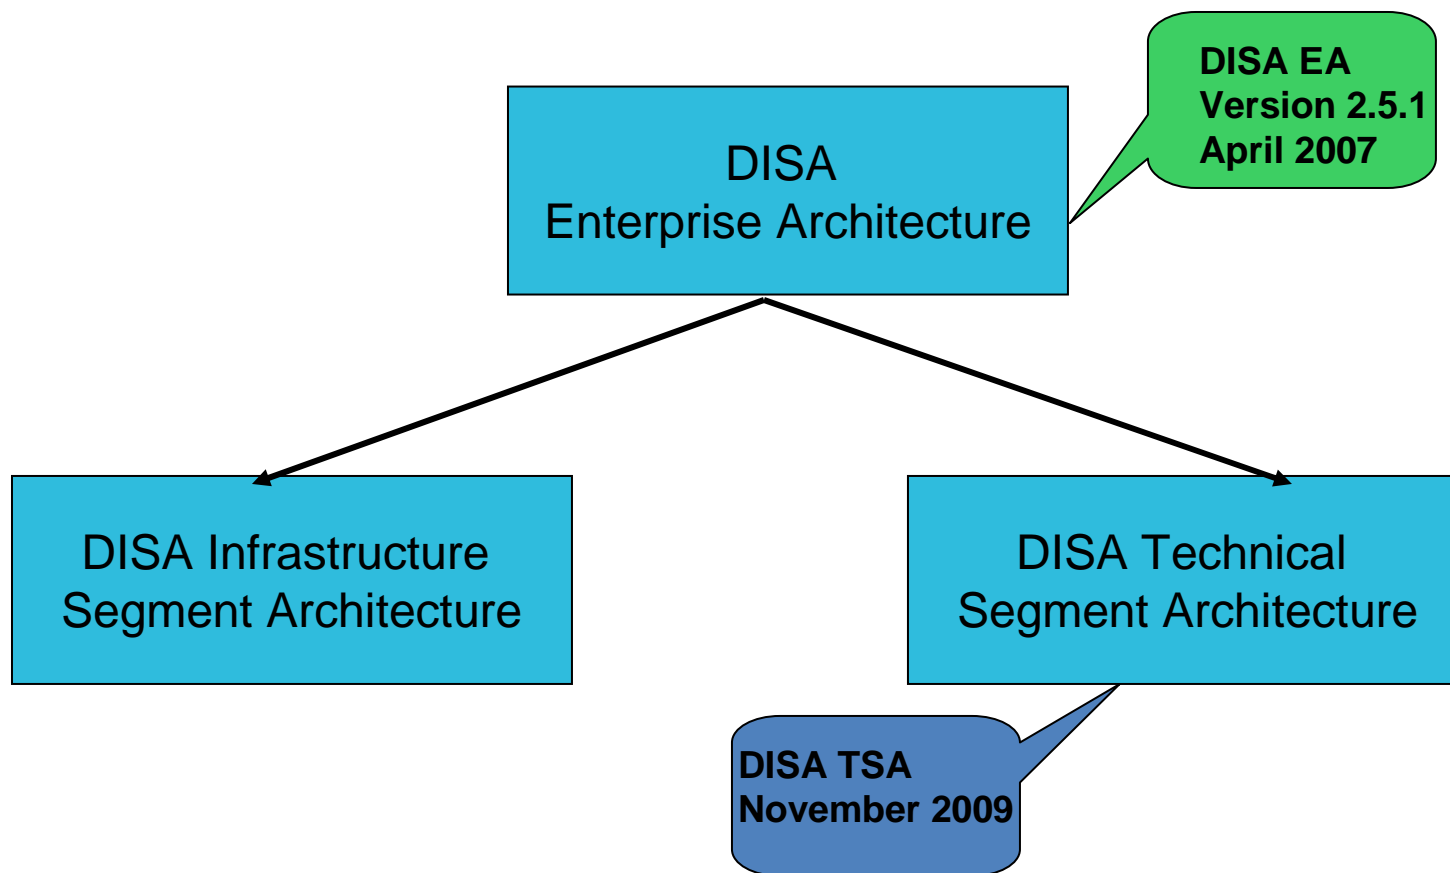 DISA EA
Version 2.5.1
April 2007
DISA
Enterprise Architecture
DISA Infrastructure
Segment Architecture
DISA Technical
Segment Architecture
DISA TSA
November 2009